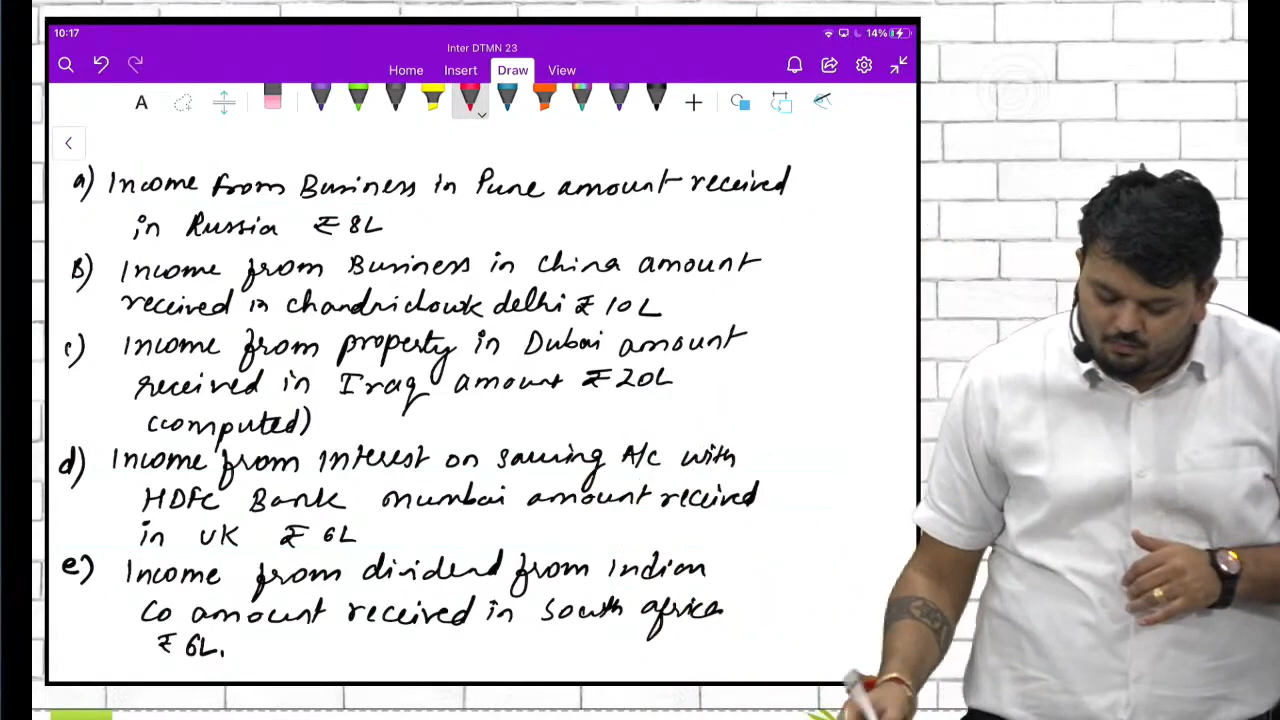 10:17
14%
Inter DTMN 23
Home Insert Draw View
A
a) Income from Business in Pune amount received
in Russia ₹ 8L
B) Income from Business in China amount
received in chandrichowk delhi ₹ 10L
c) Income from property in Dubai amount
received in Iraq amount ₹ 20L
(computed)
d) Income from interest on saving A/c with
HDFC Bank mumbai amount received
in UK ₹ 6L
e) Income from dividend from Indian
Co amount received in South africa
₹ 6L.